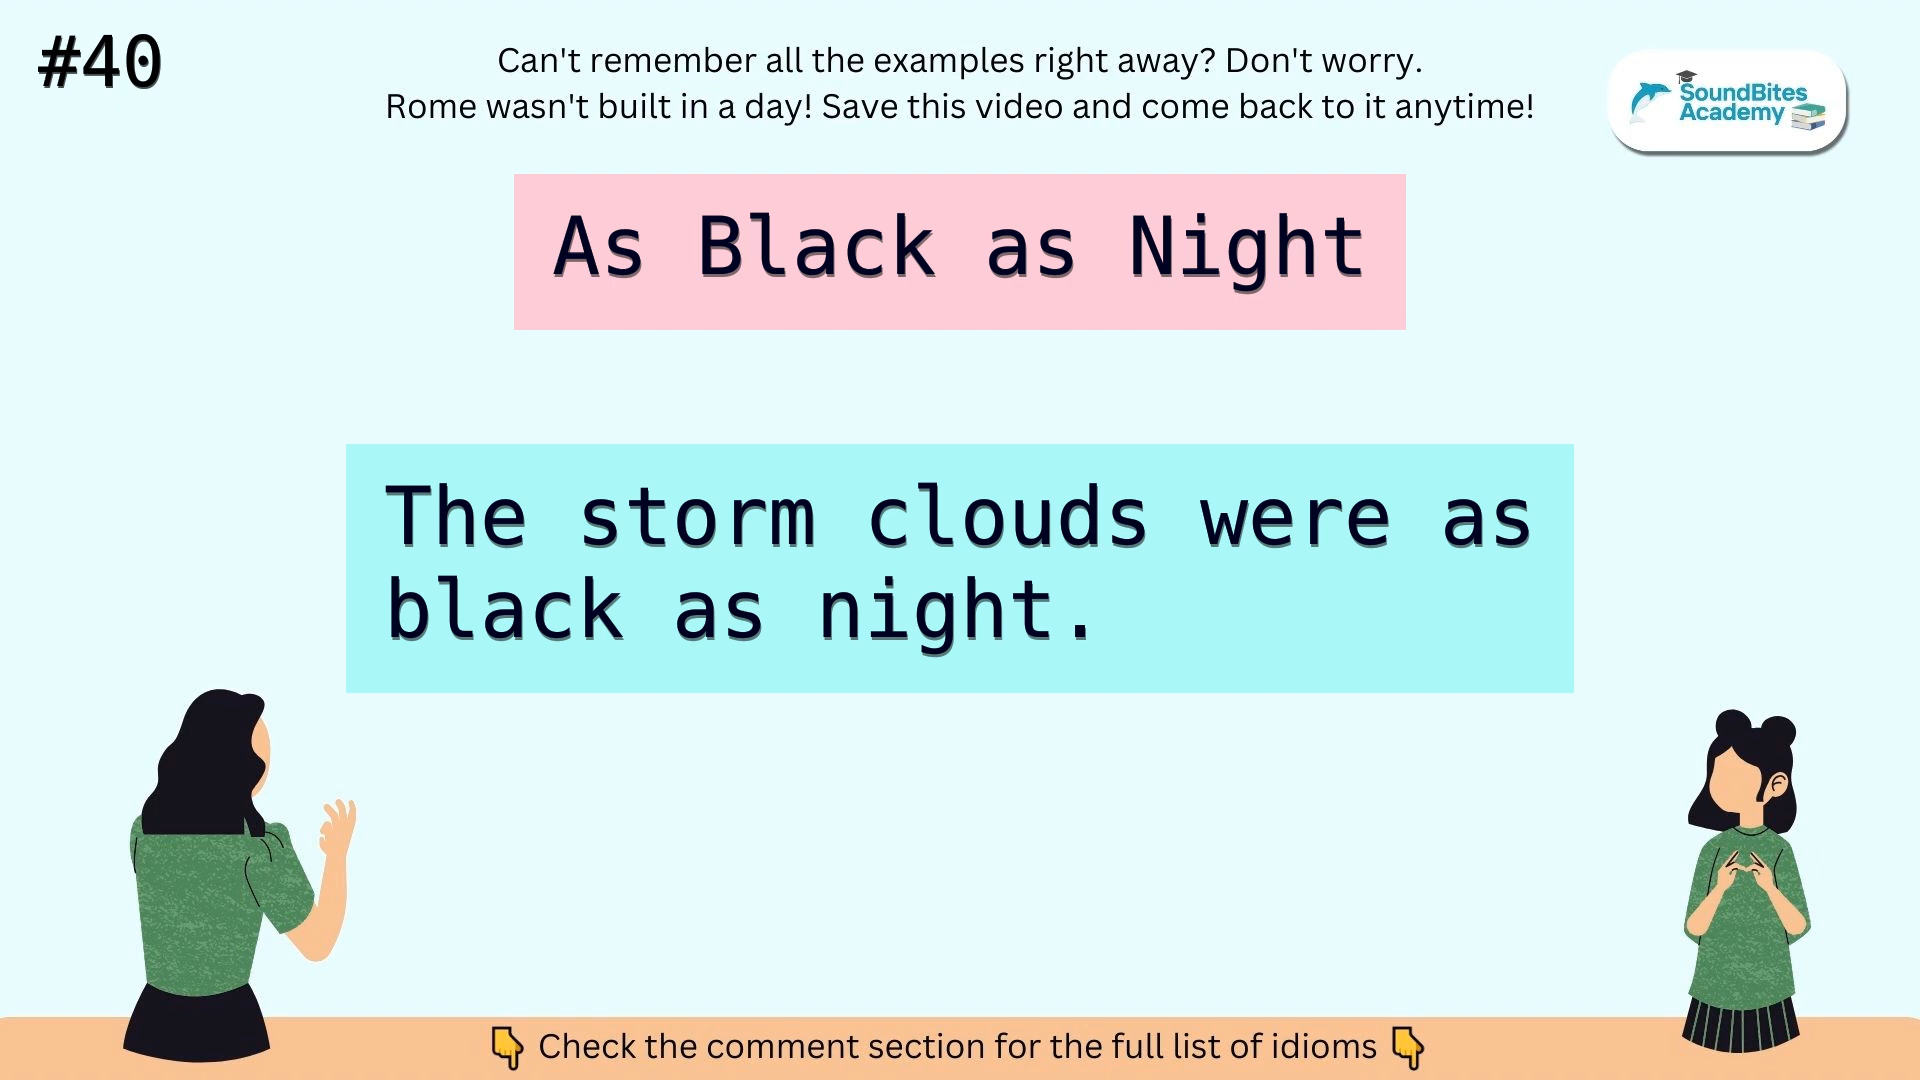 #40
Can't remember all the examples right away? Don't worry.
Rome wasn't built in a day! Save this video and come back to it anytime!
SoundBites
Academy
As Black as Night
The storm clouds were as
black as night.
👇 Check the comment section for the full list of idioms 👇